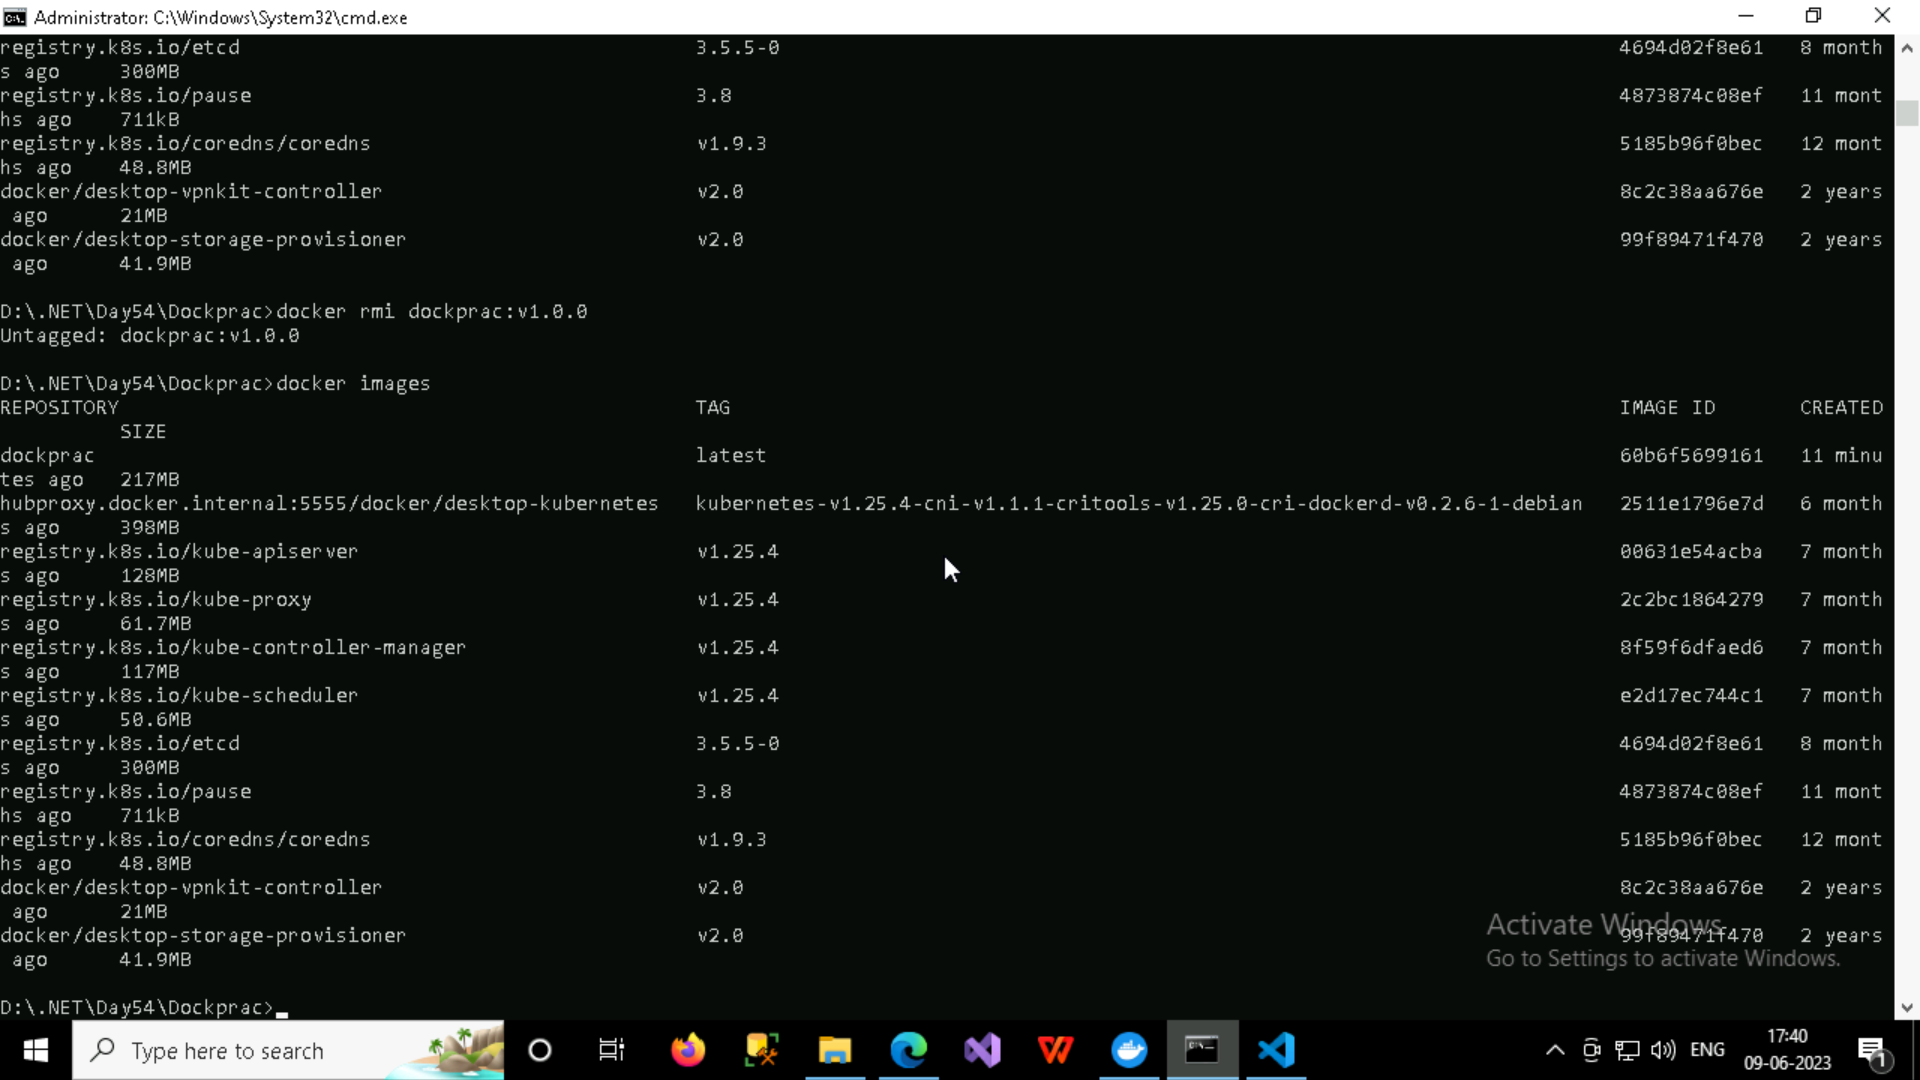 Administrator: C:\Windows\System32\cmd.exe
registry.k8s.io/etcd 3.5.5-0 4694d02f8e61 8 month
s ago 300MB
registry.k8s.io/pause 3.8 4873874c08ef 11 mont
hs ago 711kB
registry.k8s.io/coredns/coredns v1.9.3 5185b96f0bec 12 mont
hs ago 48.8MB
docker/desktop-vpnkit-controller v2.0 8c2c38aa676e 2 years
ago 21MB
docker/desktop-storage-provisioner v2.0 99f89471f470 2 years
ago 41.9MB
D:\.NET\Day54\Dockprac>docker rmi dockprac:v1.0.0
Untagged: dockprac:v1.0.0
D:\.NET\Day54\Dockprac>docker images
REPOSITORY TAG IMAGE ID CREATED
SIZE
dockprac latest 60b6f5699161 11 minu
tes ago 217MB
hubproxy.docker.internal:5555/docker/desktop-kubernetes kubernetes-v1.25.4-cni-v1.1.1-critools-v1.25.0-cri-dockerd-v0.2.6-1-debian 2511e1796e7d 6 month
s ago 398MB
registry.k8s.io/kube-apiserver v1.25.4 00631e54acba 7 month
s ago 128MB
registry.k8s.io/kube-proxy v1.25.4 2c2bc1864279 7 month
s ago 61.7MB
registry.k8s.io/kube-controller-manager v1.25.4 8f59f6dfaed6 7 month
s ago 117MB
registry.k8s.io/kube-scheduler v1.25.4 e2d17ec744c1 7 month
s ago 50.6MB
registry.k8s.io/etcd 3.5.5-0 4694d02f8e61 8 month
s ago 300MB
registry.k8s.io/pause 3.8 4873874c08ef 11 mont
hs ago 711kB
registry.k8s.io/coredns/coredns v1.9.3 5185b96f0bec 12 mont
hs ago 48.8MB
docker/desktop-vpnkit-controller v2.0 8c2c38aa676e 2 years
ago 21MB
docker/desktop-storage-provisioner v2.0 99f89471f470 2 years
ago 41.9MB
D:\.NET\Day54\Dockprac>
Activate Windows
Go to Settings to activate Windows.
Type here to search
ENG
17:40
09-06-2023
1